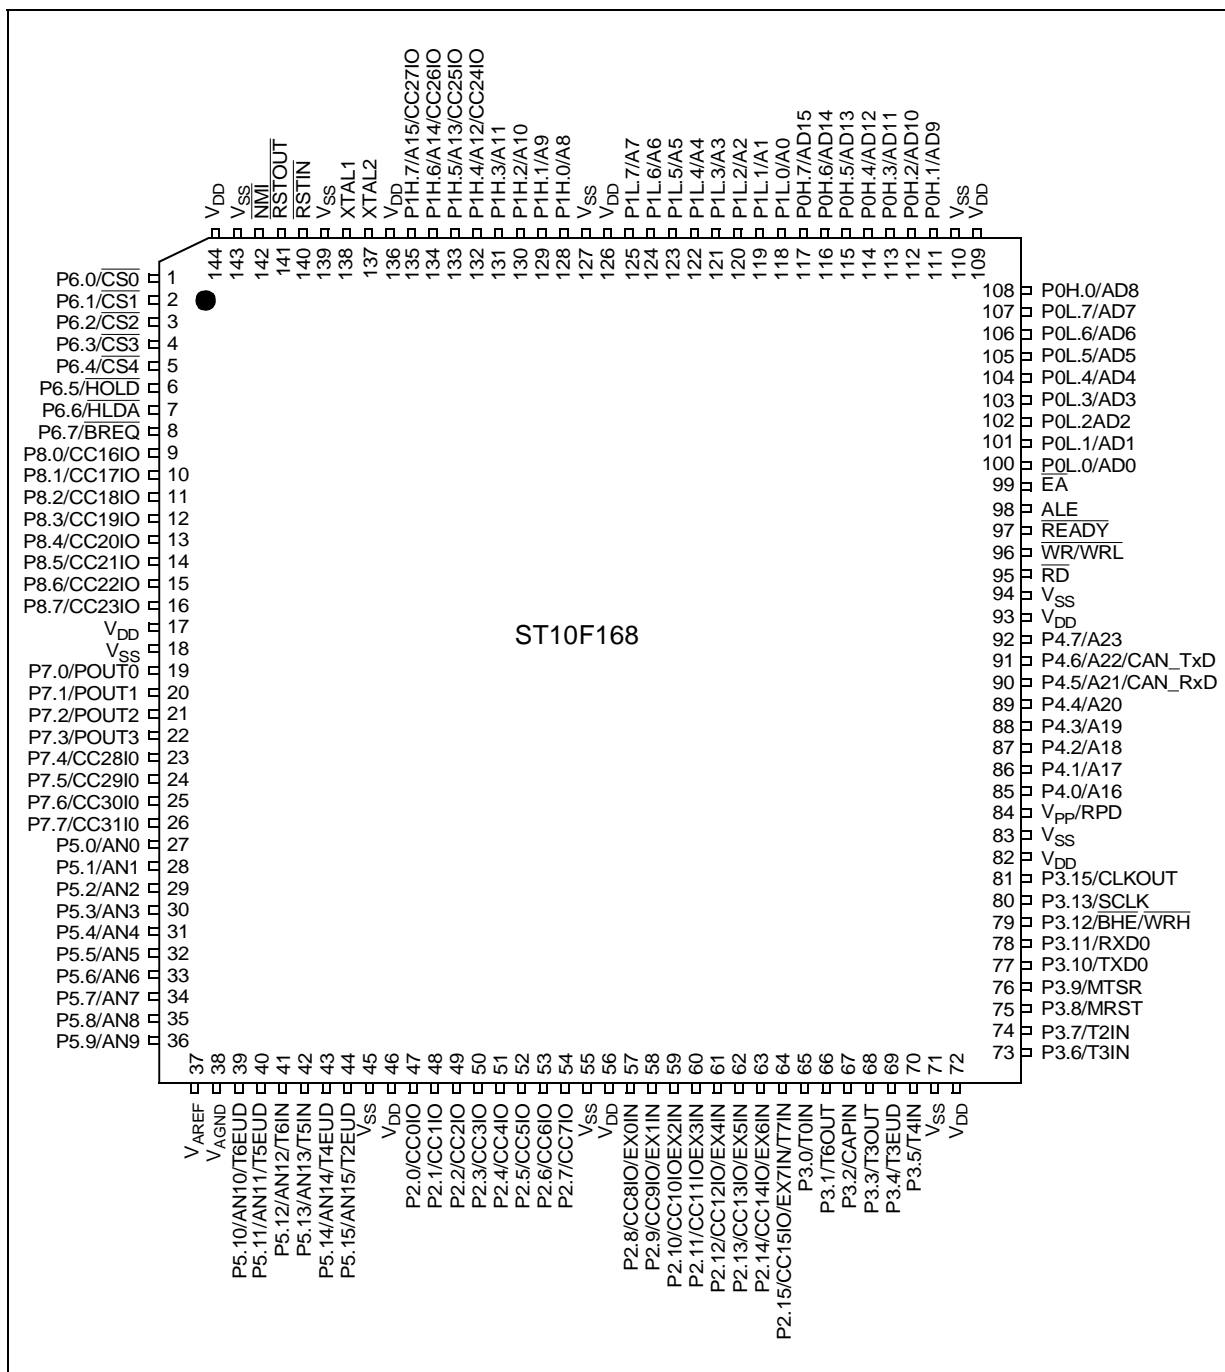 P1H.7/A15/CC27IO
P1H.6/A14/CC26IO
P1H.5/A13/CC25IO
P1H.4/A12/CC24IO
P1H.3/A11
P1H.2/A10
P1H.1/A9
P1H.0/A8
VSS
VDD
P1L.7/A7
P1L.6/A6
P1L.5/A5
P1L.4/A4
P1L.3/A3
P1L.2/A2
P1L.1/A1
P1L.0/A0
P0H.7/AD15
P0H.6/AD14
P0H.5/AD13
P0H.4/AD12
P0H.3/AD11
P0H.2/AD10
P0H.1/AD9
VSS
VDD
VDD
VSS
NMI
RSTOUT
RSTIN
VSS
XTAL1
XTAL2
VDD
144
143
142
141
140
139
138
137
136
135
134
133
132
131
130
129
128
127
126
125
124
123
122
121
120
119
118
117
116
115
114
113
112
111
110
109
P6.0/CS0 1
P6.1/CS1 2
P6.2/CS2 3
P6.3/CS3 4
P6.4/CS4 5
P6.5/HOLD 6
P6.6/HLDA 7
P6.7/BREQ 8
P8.0/CC16IO 9
P8.1/CC17IO 10
P8.2/CC18IO 11
P8.3/CC19IO 12
P8.4/CC20IO 13
P8.5/CC21IO 14
P8.6/CC22IO 15
P8.7/CC23IO 16
VDD 17
VSS 18
P7.0/POUT0 19
P7.1/POUT1 20
P7.2/POUT2 21
P7.3/POUT3 22
P7.4/CC28I0 23
P7.5/CC29I0 24
P7.6/CC30I0 25
P7.7/CC31I0 26
P5.0/AN0 27
P5.1/AN1 28
P5.2/AN2 29
P5.3/AN3 30
P5.4/AN4 31
P5.5/AN5 32
P5.6/AN6 33
P5.7/AN7 34
P5.8/AN8 35
P5.9/AN9 36
ST10F168
108 P0H.0/AD8
107 P0L.7/AD7
106 P0L.6/AD6
105 P0L.5/AD5
104 P0L.4/AD4
103 P0L.3/AD3
102 P0L.2AD2
101 P0L.1/AD1
100 P0L.0/AD0
99 EA
98 ALE
97 READY
96 WR/WRL
95 RD
94 VSS
93 VDD
92 P4.7/A23
91 P4.6/A22/CAN_TxD
90 P4.5/A21/CAN_RxD
89 P4.4/A20
88 P4.3/A19
87 P4.2/A18
86 P4.1/A17
85 P4.0/A16
84 VPP/RPD
83 VSS
82 VDD
81 P3.15/CLKOUT
80 P3.13/SCLK
79 P3.12/BHE/WRH
78 P3.11/RXD0
77 P3.10/TXD0
76 P3.9/MTSR
75 P3.8/MRST
74 P3.7/T2IN
73 P3.6/T3IN
37
38
39
40
41
42
43
44
45
46
47
48
49
50
51
52
53
54
55
56
57
58
59
60
61
62
63
64
65
66
67
68
69
70
71
72
VAREF
VAGND
P5.10/AN10/T6EUD
P5.11/AN11/T5EUD
P5.12/AN12/T6IN
P5.13/AN13/T5IN
P5.14/AN14/T4EUD
P5.15/AN15/T2EUD
VSS
VDD
P2.0/CC0IO
P2.1/CC1IO
P2.2/CC2IO
P2.3/CC3IO
P2.4/CC4IO
P2.5/CC5IO
P2.6/CC6IO
P2.7/CC7IO
VSS
VDD
P2.8/CC8IO/EX0IN
P2.9/CC9IO/EX1IN
P2.10/CC10IOEX2IN
P2.11/CC11IOEX3IN
P2.12/CC12IO/EX4IN
P2.13/CC13IO/EX5IN
P2.14/CC14IO/EX6IN
P2.15/CC15IO/EX7IN/T7IN
P3.0/T0IN
P3.1/T6OUT
P3.2/CAPIN
P3.3/T3OUT
P3.4/T3EUD
P3.5/T4IN
VSS
VDD